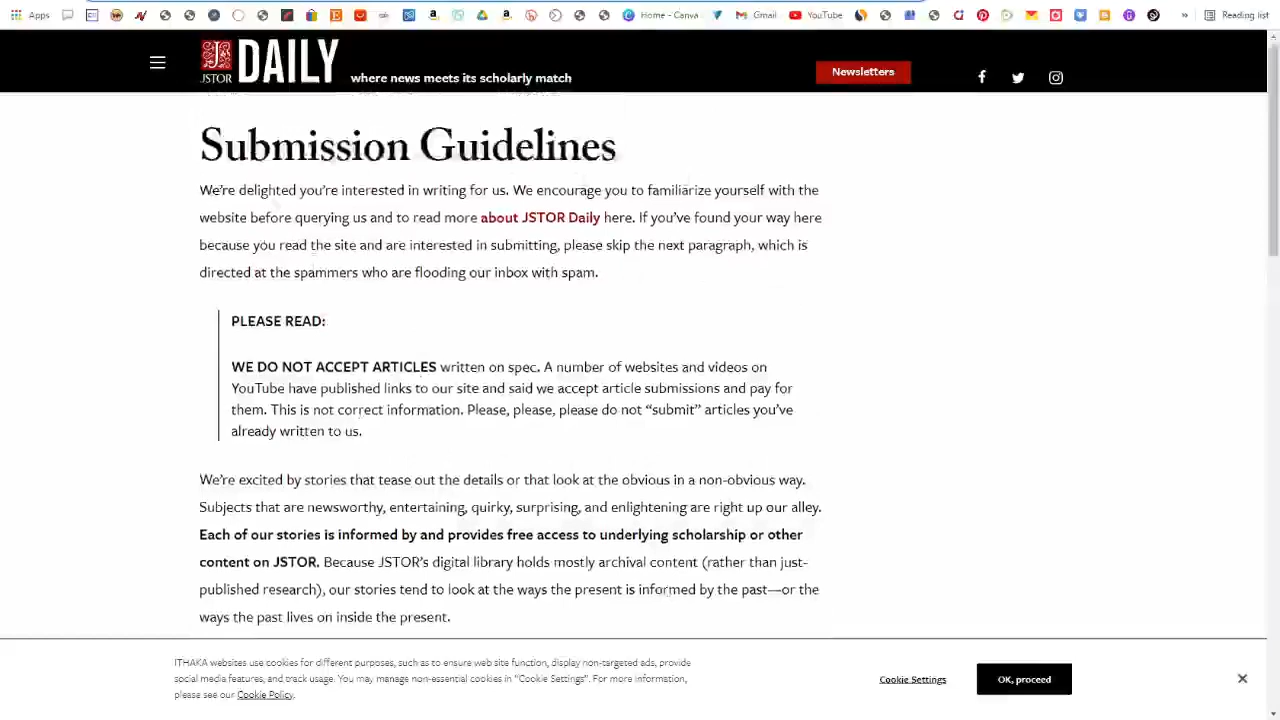 Apps
Home - Canva
Gmail
YouTube
»
Reading list
JSTOR
DAILY
where news meets its scholarly match
Newsletters
Submission Guidelines
We're delighted you're interested in writing for us. We encourage you to familiarize yourself with the
website before querying us and to read more about JSTOR Daily here. If you've found your way here
because you read the site and are interested in submitting, please skip the next paragraph, which is
directed at the spammers who are flooding our inbox with spam.
PLEASE READ:
WE DO NOT ACCEPT ARTICLES written on spec. A number of websites and videos on
YouTube have published links to our site and said we accept article submissions and pay for
them. This is not correct information. Please, please, please do not “submit” articles you've
already written to us.
We're excited by stories that tease out the details or that look at the obvious in a non-obvious way.
Subjects that are newsworthy, entertaining, quirky, surprising, and enlightening are right up our alley.
Each of our stories is informed by and provides free access to underlying scholarship or other
content on JSTOR. Because JSTOR's digital library holds mostly archival content (rather than just-
published research), our stories tend to look at the ways the present is informed by the past—or the
ways the past lives on inside the present.
ITHAKA websites use cookies for different purposes, such as to ensure web site function, display non-targeted ads, provide
social media features, and track usage. You may manage non-essential cookies in "Cookie Settings". For more information,
please see our Cookie Policy.
Cookie Settings
OK, proceed